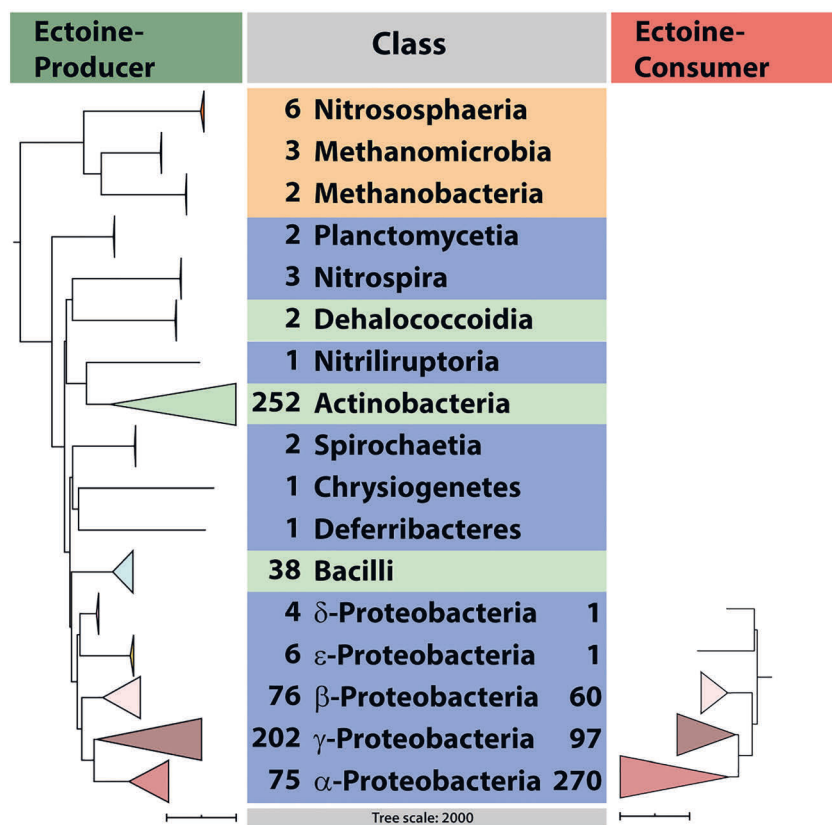 Ectoine-
Producer
Class
Ectoine-
Consumer
6 Nitrososphaeria
3 Methanomicrobia
2 Methanobacteria
2 Planctomycetia
3 Nitrospira
2 Dehalococcoidia
1 Nitriliruptoria
252 Actinobacteria
2 Spirochaetia
1 Chrysiogenetes
1 Deferribacteres
38 Bacilli
4 δ-Proteobacteria 1
6 ε-Proteobacteria 1
76 β-Proteobacteria 60
202 γ-Proteobacteria 97
75 α-Proteobacteria 270
Tree scale: 2000